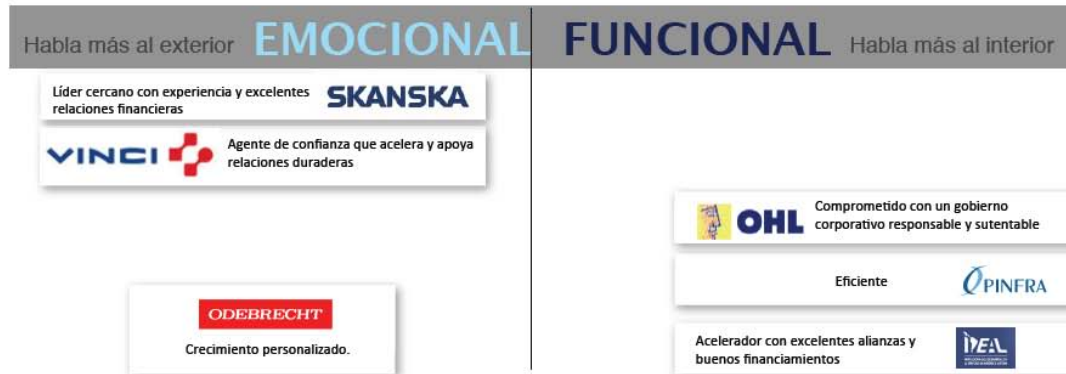 Habla más al exterior EMOCIONAL
FUNCIONAL Habla más al interior
Líder cercano con experiencia y excelentes
relaciones financieras
SKANSKA
VINCI
Agente de confianza que acelera y apoya
relaciones duraderas
OHL
Comprometido con un gobierno
corporativo responsable y sutentable
Eficiente
PINFRA
ODEBRECHT
Crecimiento personalizado.
Acelerador con excelentes alianzas y
buenos financiamientos
IDEAL